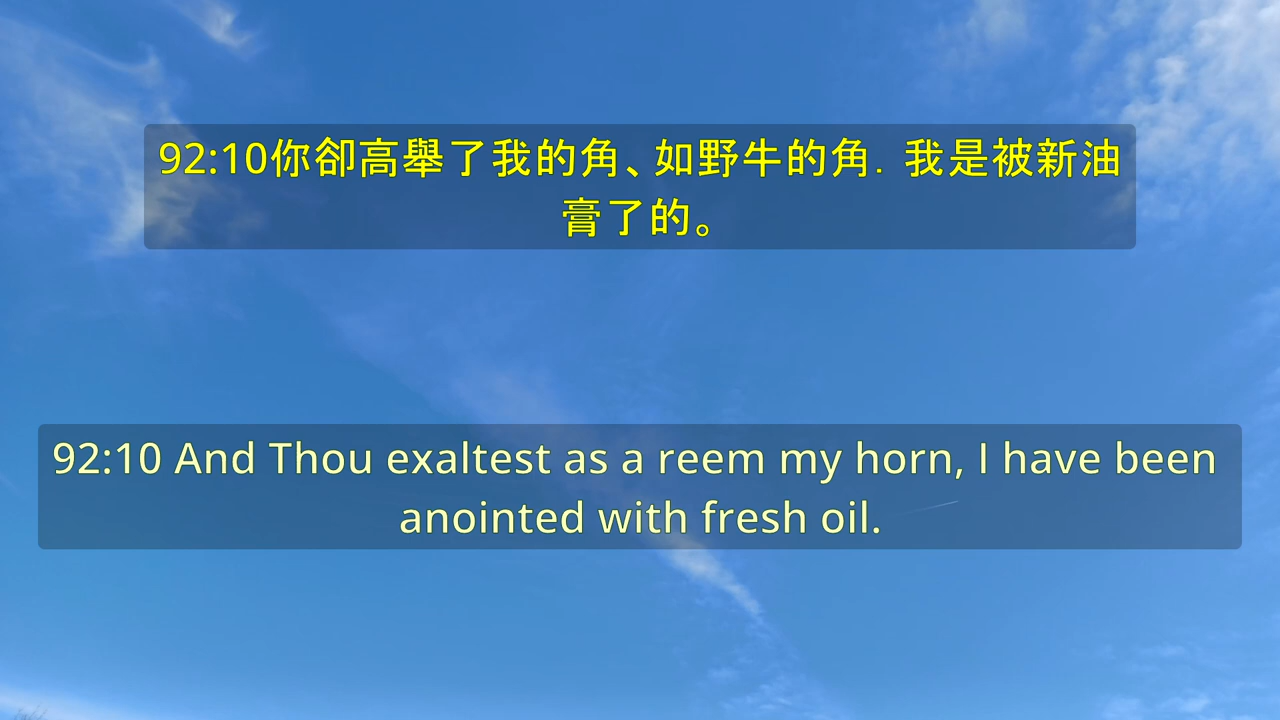 92:10你卻高舉了我的角、如野牛的角．我是被新油
膏了的。
92:10 And Thou exaltest as a reem my horn, I have been
anointed with fresh oil.